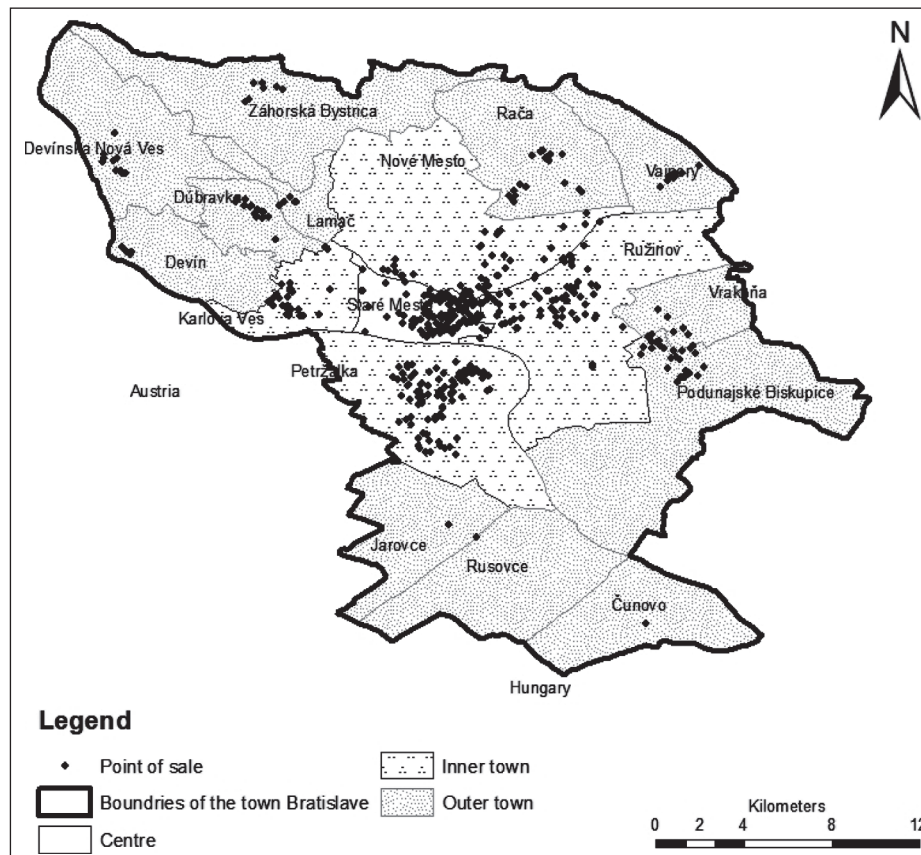 N
Záhorská Bystrica
Rača
Devínska Nová Ves
Nové Mesto
Vajnory
Dúbravka
Lamač
Ružinov
Devín
Vrakuňa
Staré Mesto
Karlova Ves
Petržalka
Austria
Podunajské Biskupice
Jarovce
Rusovce
Čunovo
Hungary
Legend
Point of sale
Inner town
Boundries of the town Bratislave
Outer town
Centre
Kilometers
0 2 4 8 12